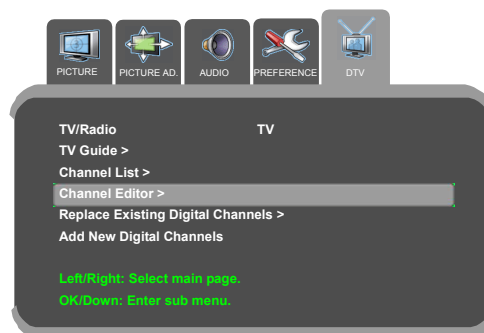 PICTURE PICTURE AD. AUDIO PREFERENCE DTV
TV/Radio TV
TV Guide >
Channel List >
Channel Editor >
Replace Existing Digital Channels >
Add New Digital Channels
Left/Right: Select main page.
OK/Down: Enter sub menu.